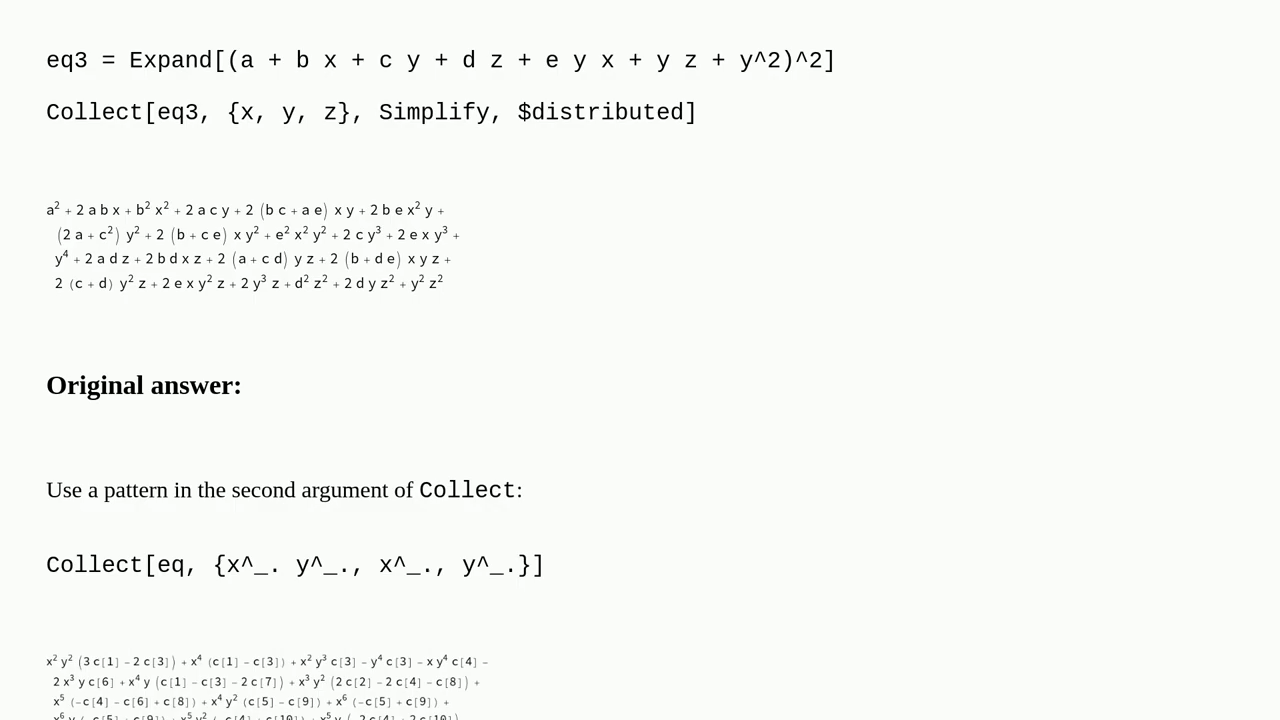 eq3 = Expand[(a + b x + c y + d z + e y x + y z + y^2)^2]
Collect[eq3, {x, y, z}, Simplify, $distributed]
a² + 2 a b x + b² x² + 2 a c y + 2 (b c + a e) x y + 2 b e x² y +
(2 a + c²) y² + 2 (b + c e) x y² + e² x² y² + 2 c y³ + 2 e x y³ +
y⁴ + 2 a d z + 2 b d x z + 2 (a + c d) y z + 2 (b + d e) x y z +
2 (c + d) y² z + 2 e x y² z + 2 y³ z + d² z² + 2 d y z² + y² z²
Original answer:
Use a pattern in the second argument of Collect:
Collect[eq, {x^_. y^_., x^_., y^_.}]
x² y² (3 c[1] - 2 c[3]) + x⁴ (c[1] - c[3]) + x² y³ c[3] - y⁴ c[3] - x y⁴ c[4] -
2 x³ y c[6] + x⁴ y (c[1] - c[3] - 2 c[7]) + x³ y² (2 c[2] - 2 c[4] - c[8]) +
x⁵ (-c[4] - c[6] + c[8]) + x⁴ y² (c[5] - c[9]) + x⁶ (-c[5] + c[9]) +